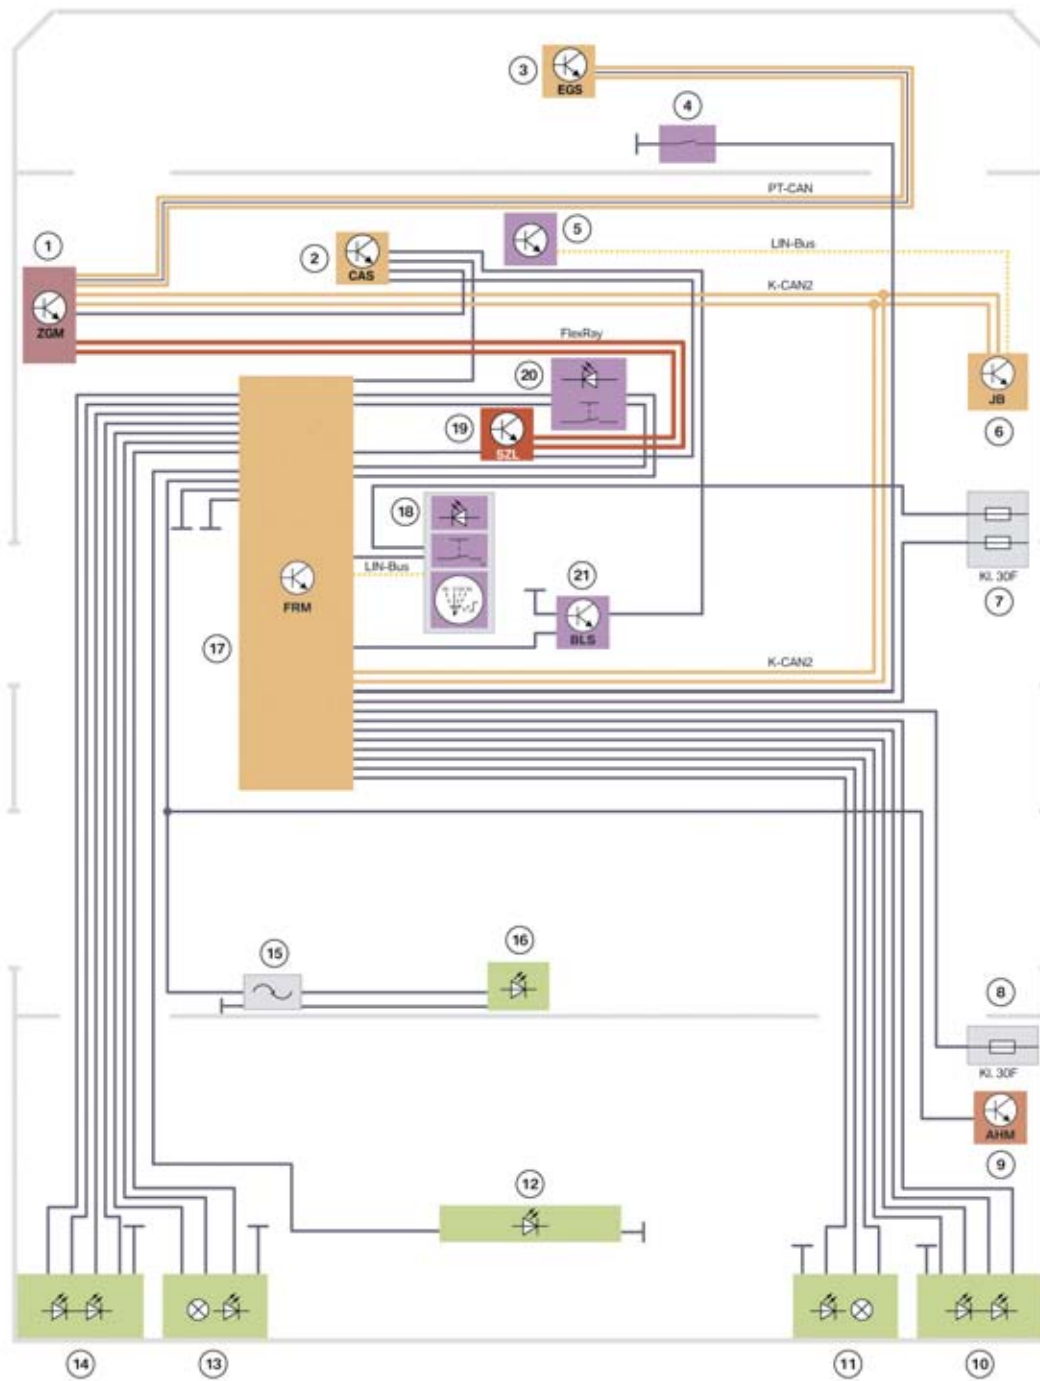 3
EGS
4
PT-CAN
1
2
CAS
5
LIN-Bus
K-CAN2
ZGM
FlexRay
20
JB
6
19
SZL
18
LIN-Bus
Kl. 30F
7
21
BLS
FRM
17
K-CAN2
15
16
8
Kl. 30F
AHM
9
12
14
13
11
10